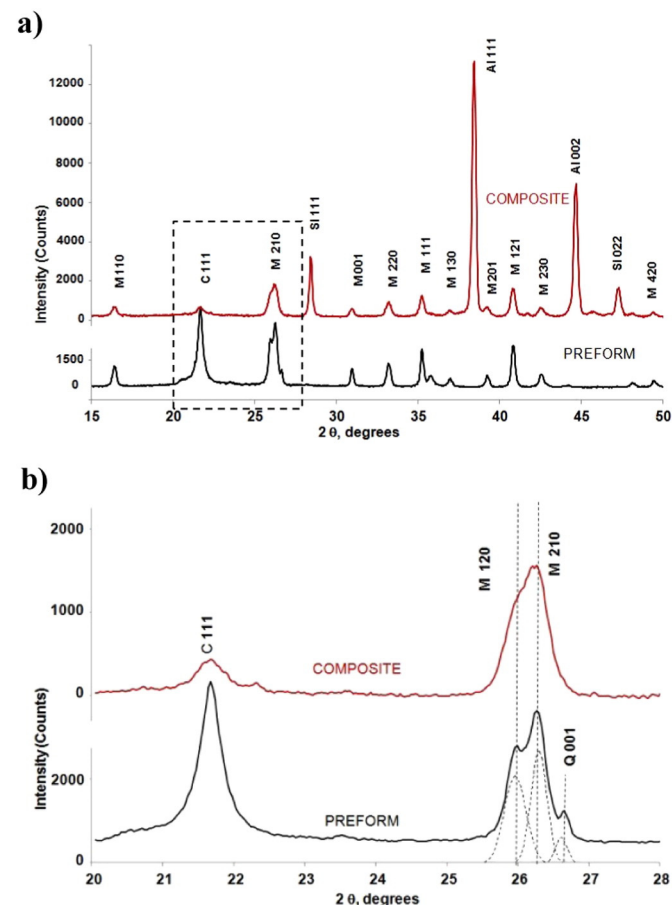 a)
Intensity (Counts)
12000
10000
8000
6000
4000
2000
0
1500
0
M 110
C 111
M 210
SI 111
M001
M 220
M 111
M 130
Al 111
COMPOSITE
M201
M 121
M 230
Al 002
SI 022
M 420
PREFORM
15 20 25 30 35 40 45 50
2 θ, degrees
b)
Intensity (Counts)
2000
1000
0
2000
0
C 111
M 120
M 210
COMPOSITE
Q 001
PREFORM
20 21 22 23 24 25 26 27 28
2 θ, degrees